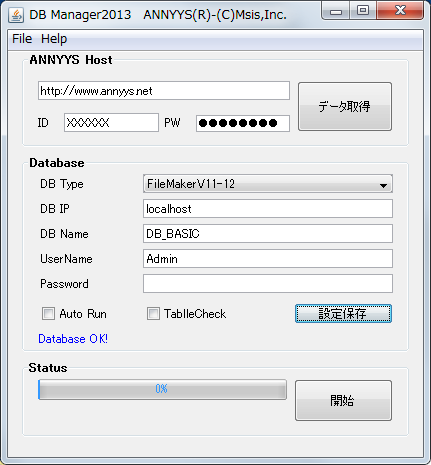 DB Manager2013 ANNYYS(R)-(C)Msis,Inc.
File Help
ANNYYS Host
http://www.annyys.net
データ取得
ID XXXXXX PW ●●●●●●●●
Database
DB Type FileMakerV11-12
DB IP localhost
DB Name DB_BASIC
UserName Admin
Password
Auto Run TablleCheck 設定保存
Database OK!
Status
0%
開始